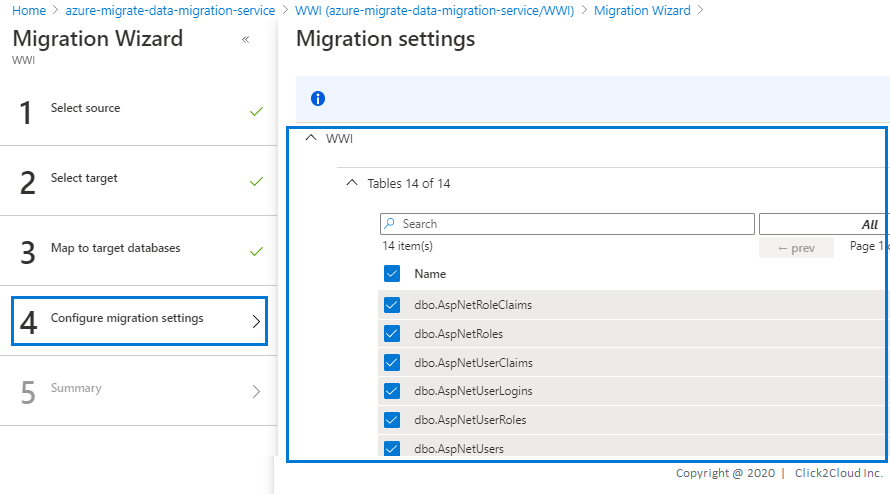 Home > azure-migrate-data-migration-service > WWI (azure-migrate-data-migration-service/WWI) > Migration Wizard >
Migration Wizard «
WWI
1 Select source
2 Select target
3 Map to target databases
4 Configure migration settings
5 Summary
Migration settings
WWI
Tables 14 of 14
Search
All
14 item(s)
← prev Page 1
Name
dbo.AspNetRoleClaims
dbo.AspNetRoles
dbo.AspNetUserClaims
dbo.AspNetUserLogins
dbo.AspNetUserRoles
dbo.AspNetUsers
Copyright @ 2020 | Click2Cloud Inc.